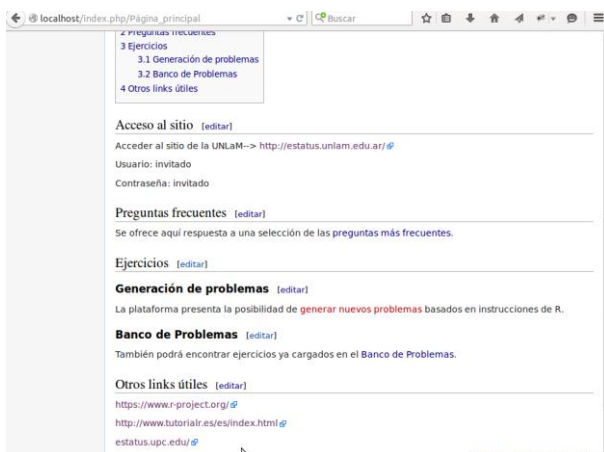 localhost/index.php/Página_principal
Buscar
2 Preguntas frecuentes
3 Ejercicios
3.1 Generación de problemas
3.2 Banco de Problemas
4 Otros links útiles
Acceso al sitio [editar]
Acceder al sitio de la UNLaM--> http://estatus.unlam.edu.ar/
Usuario: invitado
Contraseña: invitado
Preguntas frecuentes [editar]
Se ofrece aquí respuesta a una selección de las preguntas más frecuentes.
Ejercicios [editar]
Generación de problemas [editar]
La plataforma presenta la posibilidad de generar nuevos problemas basados en instrucciones de R.
Banco de Problemas [editar]
También podrá encontrar ejercicios ya cargados en el Banco de Problemas.
Otros links útiles [editar]
https://www.r-project.org/
http://www.tutorialr.es/es/index.html
estatus.upc.edu/